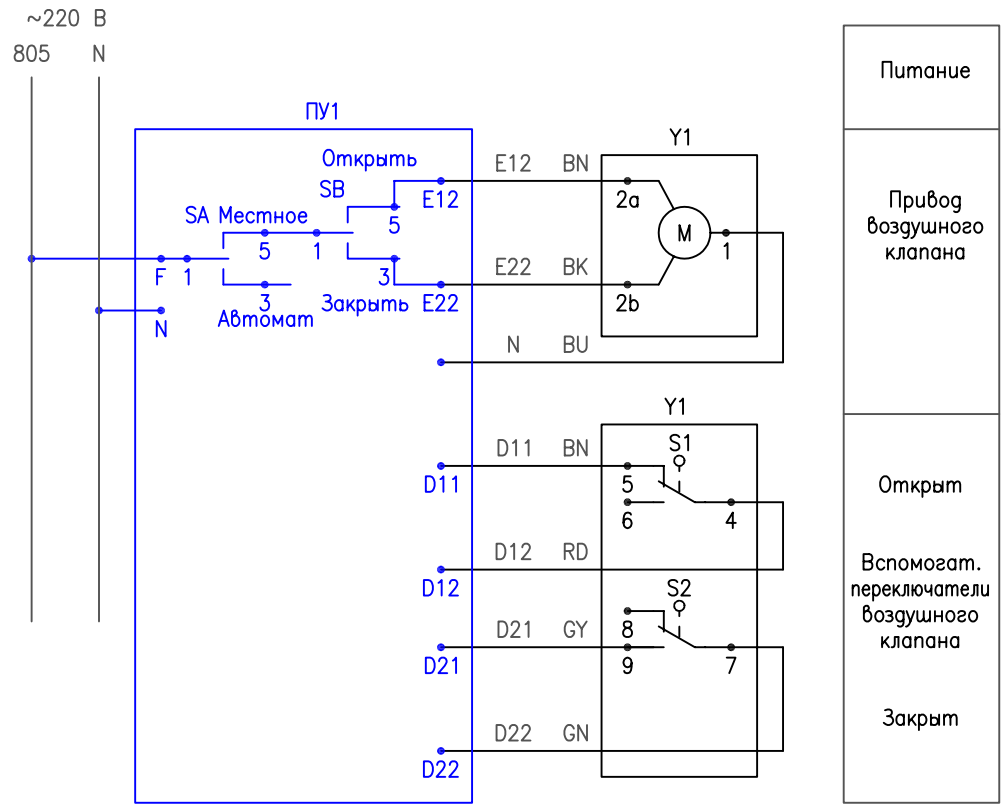 ~220 В
805 N
Питание
ПУ1
Y1
Открыть
E12 BN
SB
E12
2a
Привод
воздушного
клапана
SA Местное
5
5
1
M
1
F 1
3
E22 BK
3
Закрыть
E22
2b
Автомат
N
N BU
Y1
D11 BN
S1
D11
5
Открыт
6
4
D12 RD
Вспомогат.
переключатели
воздушного
клапана
D12
S2
D21 GY
8
D21
9
7
D22 GN
Закрыт
D22